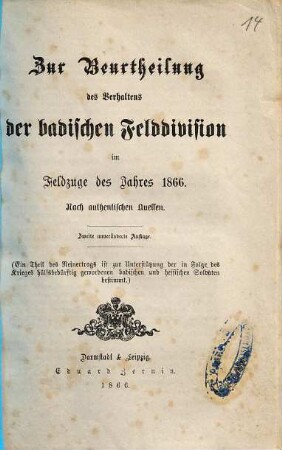 14
Zur Beurtheilung
des Verhaltens
der badischen Felddivision
im
Feldzuge des Jahres 1866.
Nach authentischen Quellen.
Zweite unveränderte Auflage.
(Ein Theil des Reinertrags ist zur Unterstützung der in Folge des
Krieges hülfsbedürftig gewordenen badischen und hessischen Soldaten
bestimmt.)
Darmstadt & Leipzig.
Eduard Zernin.
1866.